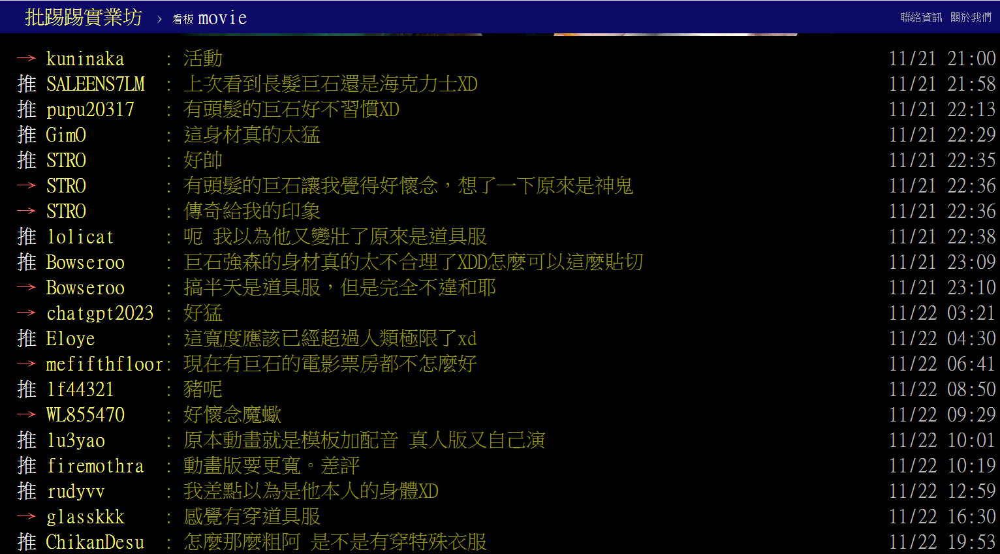 批踢踢實業坊 › 看板 movie 聯絡資訊 關於我們
→ kuninaka : 活動 11/21 21:00
推 SALEENS7LM : 上次看到長髮巨石還是海克力士XD 11/21 21:58
推 pupu20317 : 有頭髮的巨石好不習慣XD 11/21 22:13
推 GimO : 這身材真的太猛 11/21 22:29
推 STRO : 好帥 11/21 22:35
→ STRO : 有頭髮的巨石讓我覺得好懷念，想了一下原來是神鬼 11/21 22:36
→ STRO : 傳奇給我的印象 11/21 22:36
推 lolicat : 呃 我以為他又變壯了原來是道具服 11/21 22:38
推 Bowseroo : 巨石強森的身材真的太不合理了XDD怎麼可以這麼貼切 11/21 23:09
→ Bowseroo : 搞半天是道具服，但是完全不違和耶 11/21 23:10
→ chatgpt2023 : 好猛 11/22 03:21
推 Eloye : 這寬度應該已經超過人類極限了xd 11/22 04:30
→ mefifthfloor: 現在有巨石的電影票房都不怎麼好 11/22 06:41
推 lf44321 : 豬呢 11/22 08:50
→ WL855470 : 好懷念魔蠍 11/22 09:29
推 lu3yao : 原本動畫就是模板加配音 真人版又自己演 11/22 10:01
推 firemothra : 動畫版要更寬。差評 11/22 10:19
推 rudyvv : 我差點以為是他本人的身體XD 11/22 12:59
→ glasskkk : 感覺有穿道具服 11/22 16:30
推 ChikanDesu : 怎麼那麼粗阿 是不是有穿特殊衣服 11/22 19:53